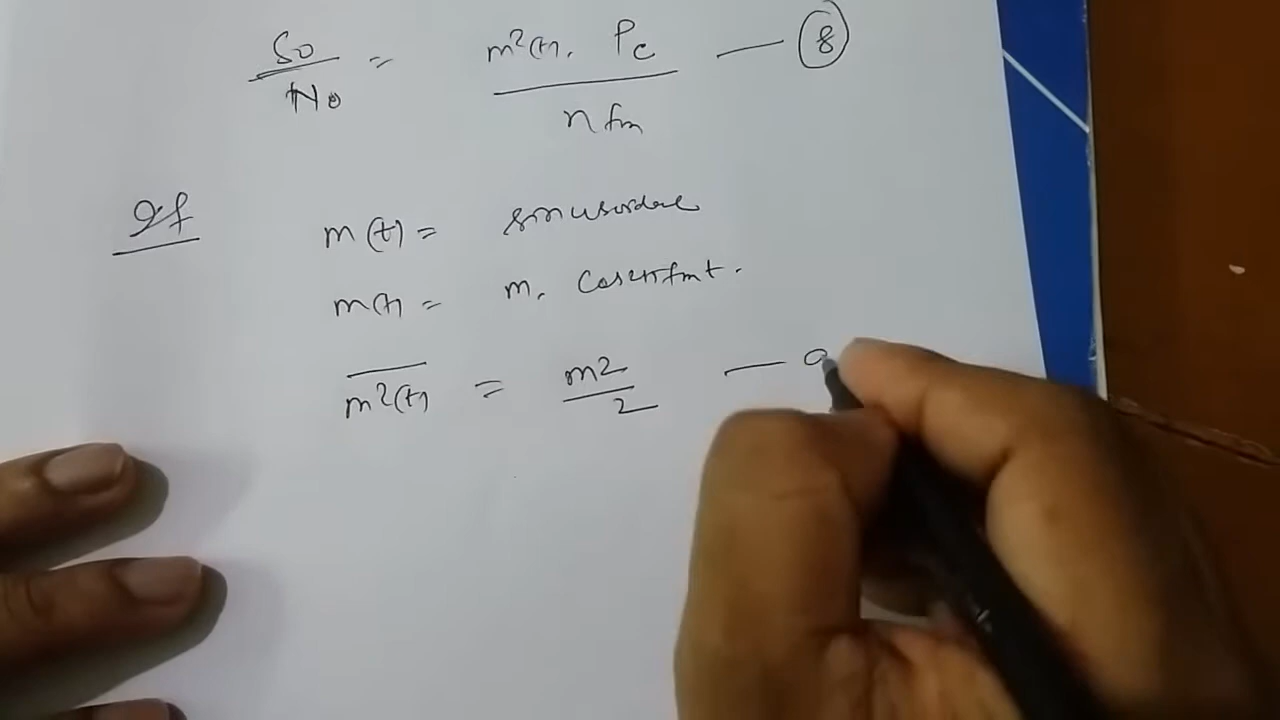 So/No = m²(t). Pc / n fm — 8
If m(t) = sinusoidal
m(t) = m. Cos2πfmt.
m²(t) = m2/2 — 9